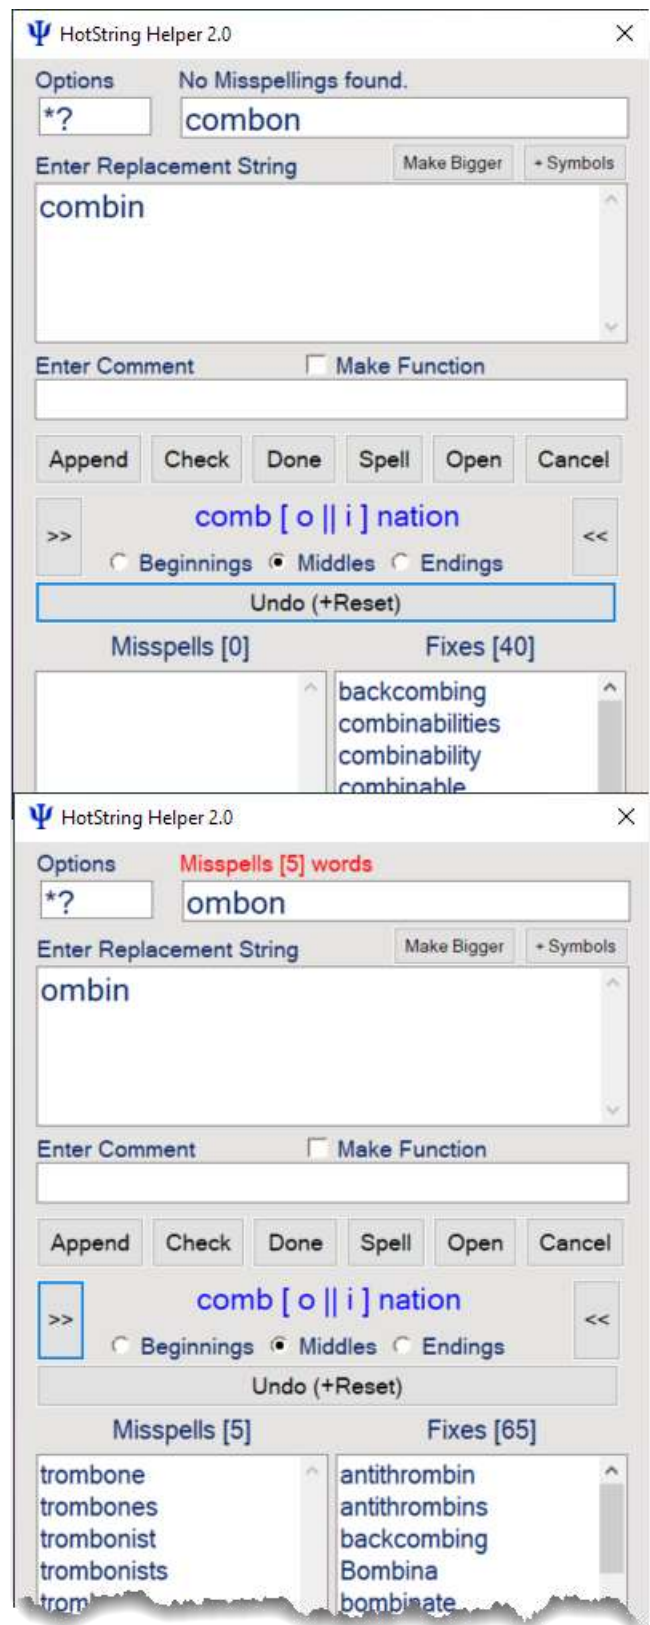 Ψ HotString Helper 2.0
Options No Misspellings found.
*? combon
Enter Replacement String Make Bigger + Symbols
combin
Enter Comment Make Function
Append Check Done Spell Open Cancel
>> comb [ o || i ] nation <<
Beginnings Middles Endings
Undo (+Reset)
Misspells [0] Fixes [40]
backcombing
combinabilities
combinability
combinable
Ψ HotString Helper 2.0
Options Misspells [5] words
*? ombon
Enter Replacement String Make Bigger + Symbols
ombin
Enter Comment Make Function
Append Check Done Spell Open Cancel
>> comb [ o || i ] nation <<
Beginnings Middles Endings
Undo (+Reset)
Misspells [5] Fixes [65]
trombone antithrombin
trombones antithrombins
trombonist backcombing
trombonists Bombina
bombinate